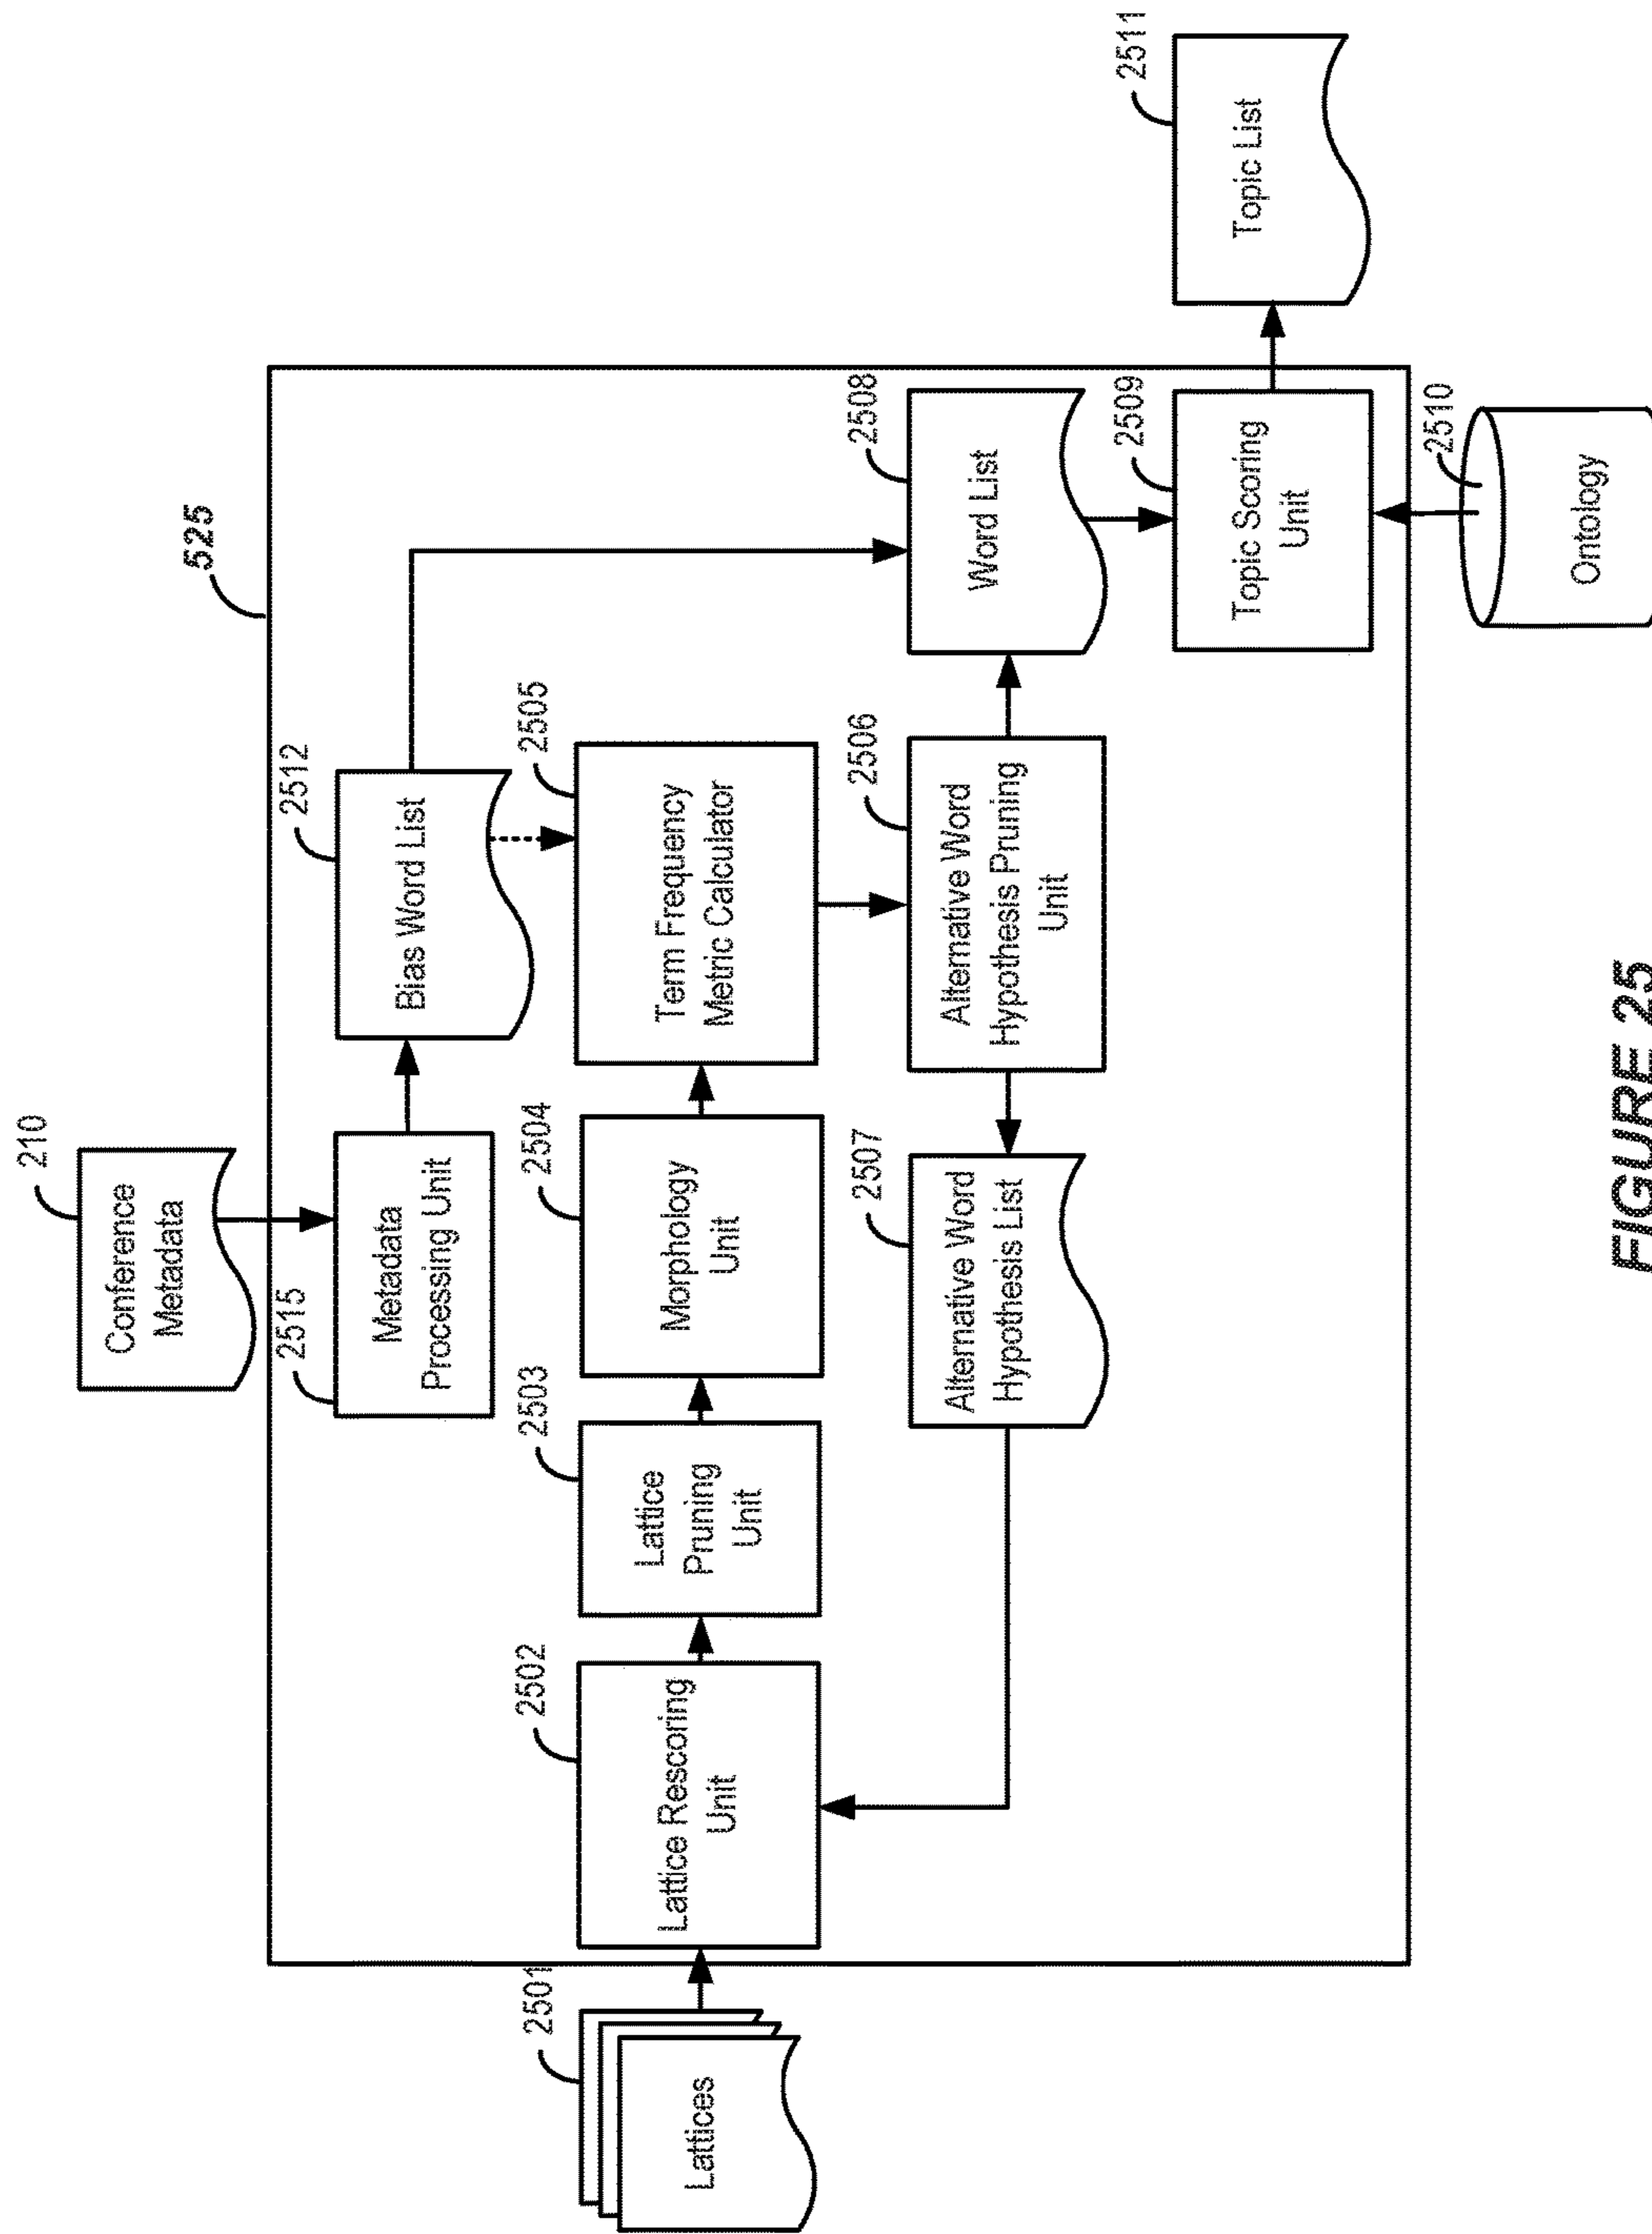 210
Conference
Metadata
2515
Metadata
Processing Unit
2512
Bias Word List
525
2501
Lattices
2502
Lattice Rescoring
Unit
2503
Lattice
Pruning
Unit
2504
Morphology
Unit
2505
Term Frequency
Metric Calculator
2507
Alternative Word
Hypothesis List
2506
Alternative Word
Hypothesis Pruning
Unit
2508
Word List
2509
Topic Scoring
Unit
2511
Topic List
2510
Ontology
FIGURE 25